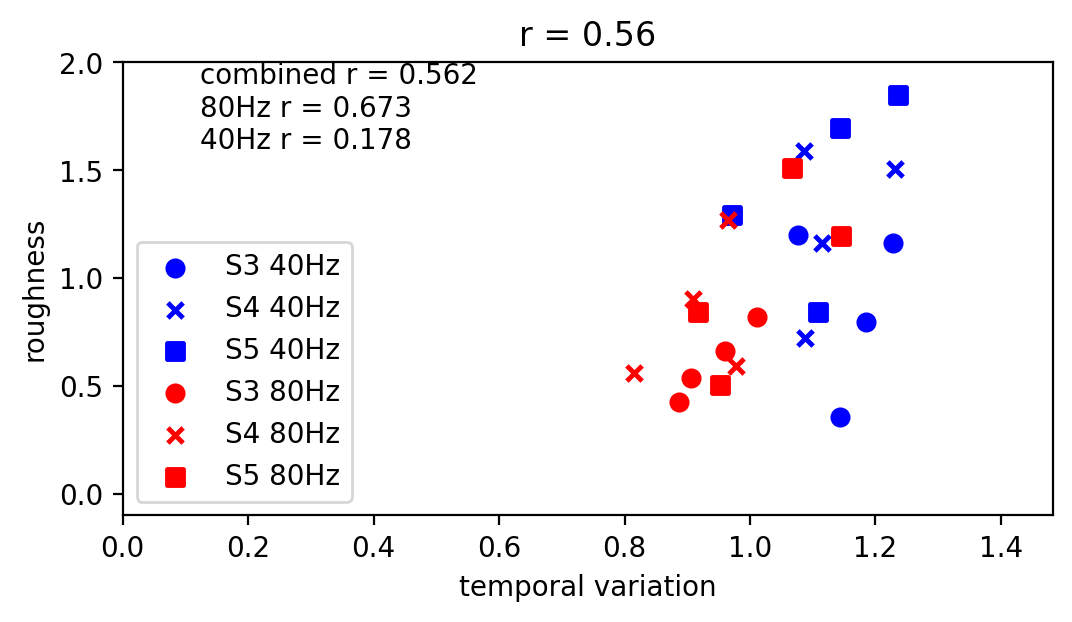 r = 0.56
combined r = 0.562
80Hz r = 0.673
40Hz r = 0.178
2.0
1.5
1.0
0.5
0.0
roughness
S3 40Hz
S4 40Hz
S5 40Hz
S3 80Hz
S4 80Hz
S5 80Hz
0.0 0.2 0.4 0.6 0.8 1.0 1.2 1.4
temporal variation